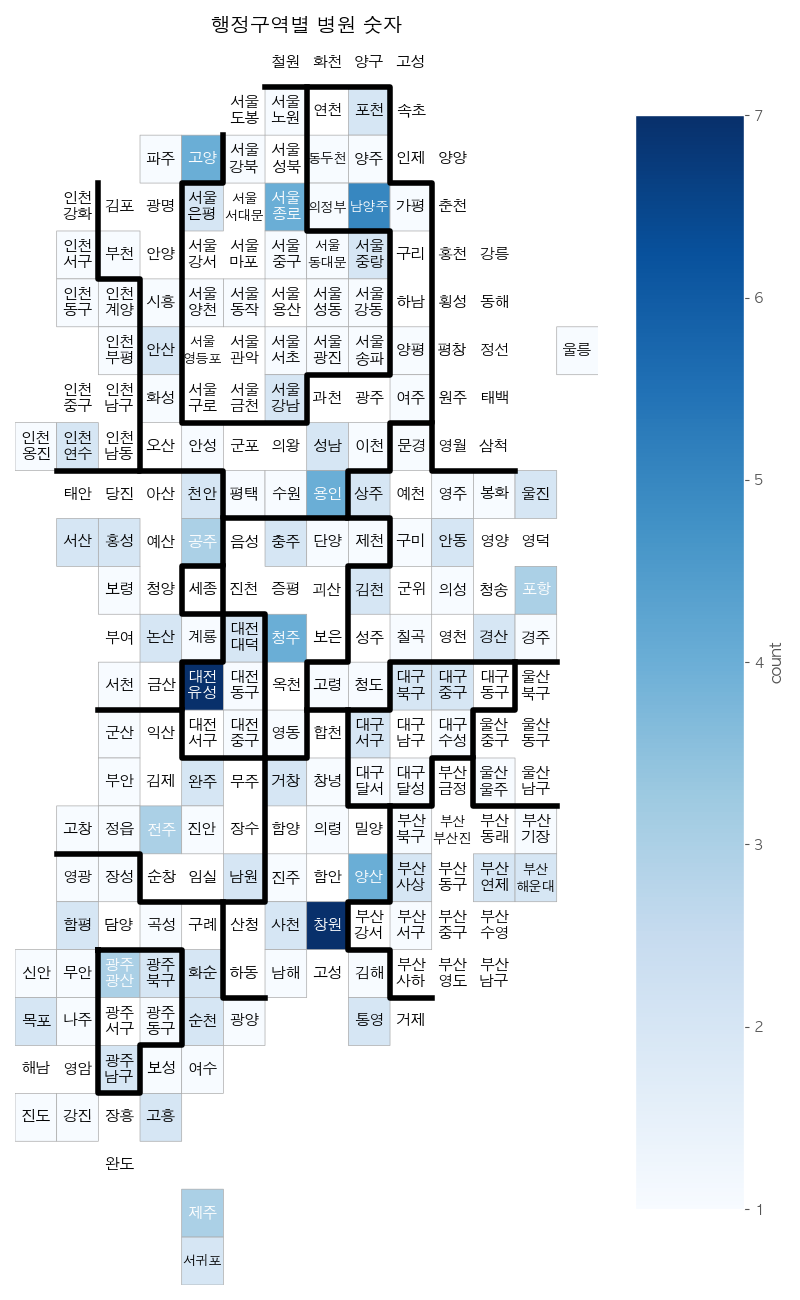 행정구역별 병원 숫자
철원 화천 양구 고성
서울 서울 연천 포천 속초
도봉 노원
파주 고양 서울 서울 동두천 양주 인제 양양
강북 성북
인천 김포 광명 서울 서울 서울 의정부 남양주 가평 춘천
강화 은평 서대문 종로
인천 부천 안양 서울 서울 서울 서울 서울 구리 홍천 강릉
서구 강서 마포 중구 동대문 중랑
인천 인천 시흥 서울 서울 서울 서울 서울 하남 횡성 동해
동구 계양 양천 동작 용산 성동 강동
인천 안산 서울 서울 서울 서울 서울 양평 평창 정선 울릉
부평 영등포 관악 서초 광진 송파
인천 인천 화성 서울 서울 서울 과천 광주 여주 원주 태백
중구 남구 구로 금천 강남
인천 인천 인천 오산 안성 군포 의왕 성남 이천 문경 영월 삼척
옹진 연수 남동
태안 당진 아산 천안 평택 수원 용인 상주 예천 영주 봉화 울진
서산 홍성 예산 공주 음성 충주 단양 제천 구미 안동 영양 영덕
보령 청양 세종 진천 증평 괴산 김천 군위 의성 청송 포항
부여 논산 계룡 대전 청주 보은 성주 칠곡 영천 경산 경주
대덕
서천 금산 대전 대전 옥천 고령 청도 대구 대구 대구 울산
유성 동구 북구 중구 동구 북구
군산 익산 대전 대전 영동 합천 대구 대구 대구 울산 울산
서구 중구 서구 남구 수성 중구 동구
부안 김제 완주 무주 거창 창녕 대구 대구 부산 울산 울산
달서 달성 금정 울주 남구
고창 정읍 전주 진안 장수 함양 의령 밀양 부산 부산 부산 부산
북구 부산진 동래 기장
영광 장성 순창 임실 남원 진주 함안 양산 부산 부산 부산 부산
사상 동구 연제 해운대
함평 담양 곡성 구례 산청 사천 창원 부산 부산 부산 부산
강서 서구 중구 수영
신안 무안 광주 광주 화순 하동 남해 고성 김해 부산 부산 부산
광산 북구 사하 영도 남구
목포 나주 광주 광주 순천 광양 통영 거제
서구 동구
해남 영암 광주 보성 여수
남구
진도 강진 장흥 고흥
완도
제주
서귀포
7
6
5
4
3
2
1
count